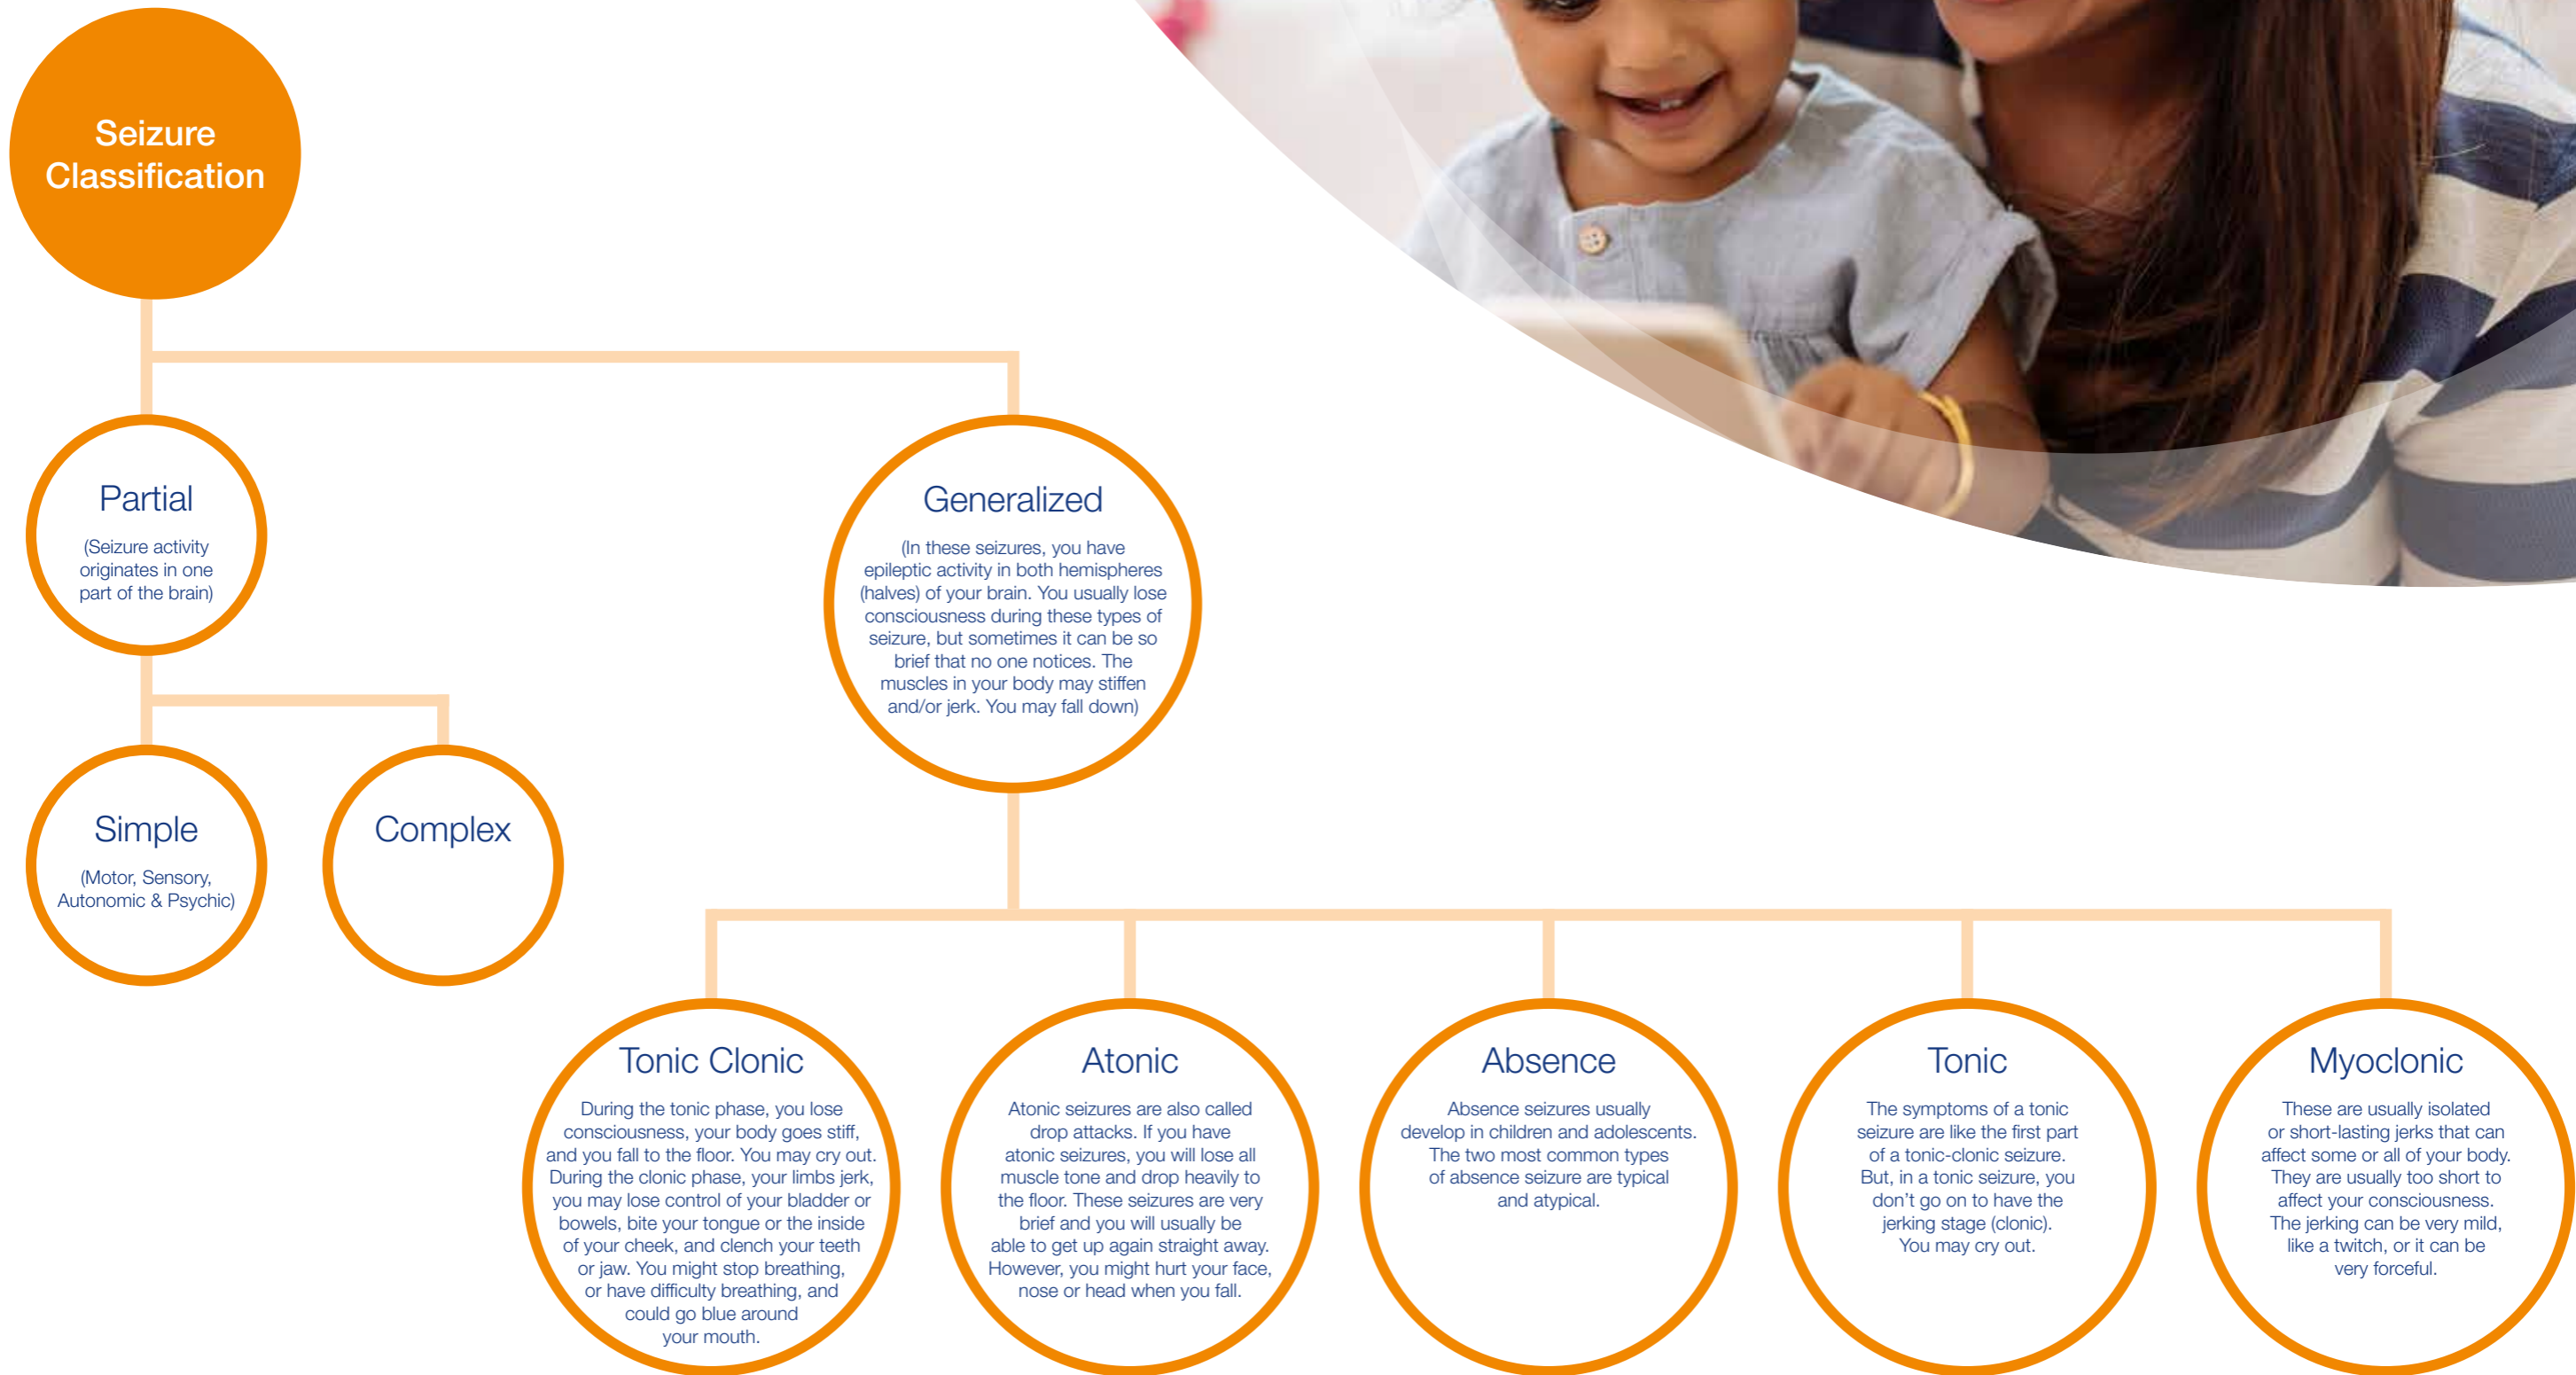 Seizure
Classification
Partial
(Seizure activity
originates in one
part of the brain)
Generalized
(In these seizures, you have
epileptic activity in both hemispheres
(halves) of your brain. You usually lose
consciousness during these types of
seizure, but sometimes it can be so
brief that no one notices. The
muscles in your body may stiffen
and/or jerk. You may fall down)
Simple
(Motor, Sensory,
Autonomic & Psychic)
Complex
Tonic Clonic
During the tonic phase, you lose
consciousness, your body goes stiff,
and you fall to the floor. You may cry out.
During the clonic phase, your limbs jerk,
you may lose control of your bladder or
bowels, bite your tongue or the inside
of your cheek, and clench your teeth
or jaw. You might stop breathing,
or have difficulty breathing, and
could go blue around
your mouth.
Atonic
Atonic seizures are also called
drop attacks. If you have
atonic seizures, you will lose all
muscle tone and drop heavily to
the floor. These seizures are very
brief and you will usually be
able to get up again straight away.
However, you might hurt your face,
nose or head when you fall.
Absence
Absence seizures usually
develop in children and adolescents.
The two most common types
of absence seizure are typical
and atypical.
Tonic
The symptoms of a tonic
seizure are like the first part
of a tonic-clonic seizure.
But, in a tonic seizure, you
don't go on to have the
jerking stage (clonic).
You may cry out.
Myoclonic
These are usually isolated
or short-lasting jerks that can
affect some or all of your body.
They are usually too short to
affect your consciousness.
The jerking can be very mild,
like a twitch, or it can be
very forceful.